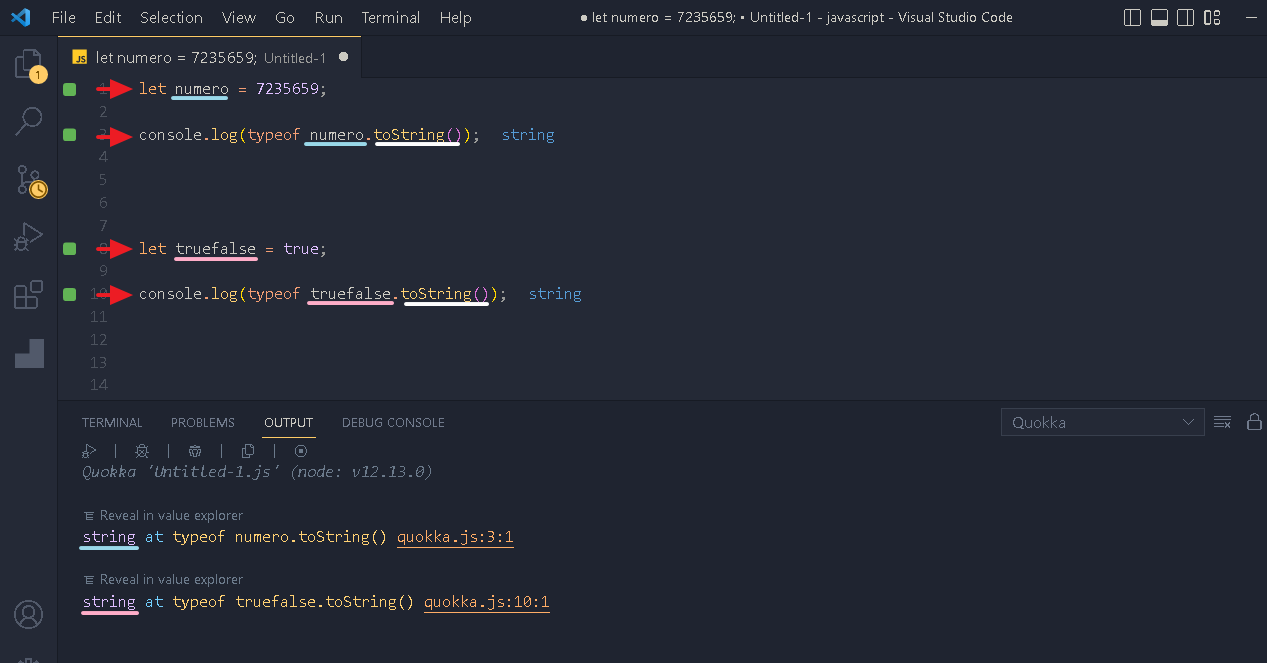 File Edit Selection View Go Run Terminal Help ● let numero = 7235659; • Untitled-1 - javascript - Visual Studio Code
JS let numero = 7235659; Untitled-1 ●
1 let numero = 7235659;
2
3 console.log(typeof numero.toString()); string
4
5
6
7
8 let truefalse = true;
9
10 console.log(typeof truefalse.toString()); string
11
12
13
14
1
TERMINAL PROBLEMS OUTPUT DEBUG CONSOLE Quokka
Quokka 'Untitled-1.js' (node: v12.13.0)
Reveal in value explorer
string at typeof numero.toString() quokka.js:3:1
Reveal in value explorer
string at typeof truefalse.toString() quokka.js:10:1